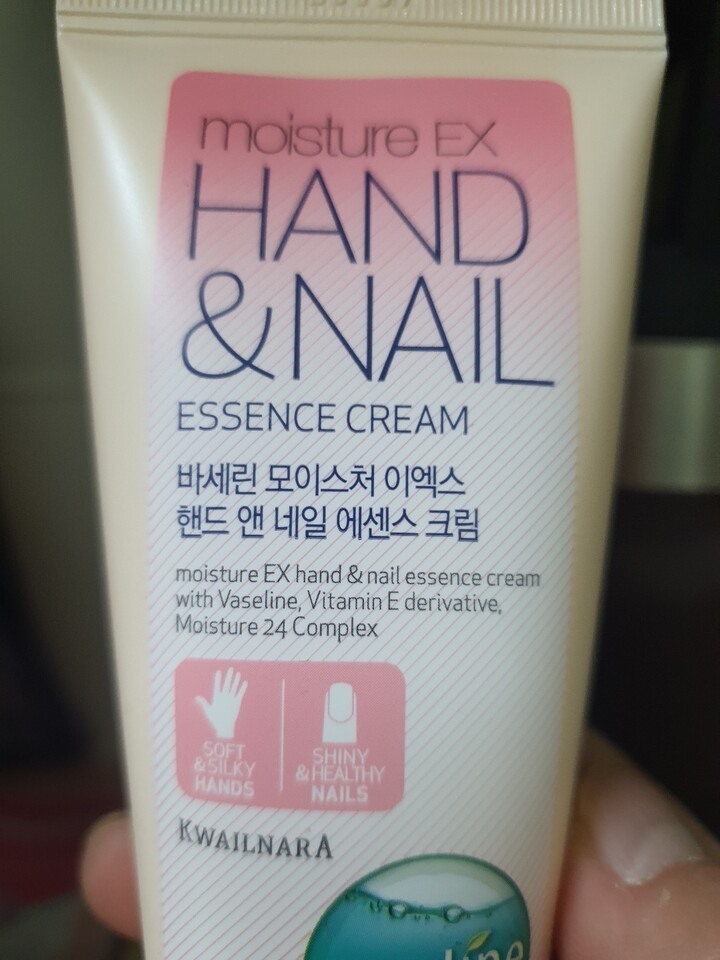 moisture EX
HAND
&NAIL
ESSENCE CREAM
바세린 모이스처 이엑스
핸드 앤 네일 에센스 크림
moisture EX hand & nail essence cream
with Vaseline, Vitamin E derivative,
Moisture 24 Complex
SOFT
&SILKY
HANDS
SHINY
&HEALTHY
NAILS
KWAILNARA